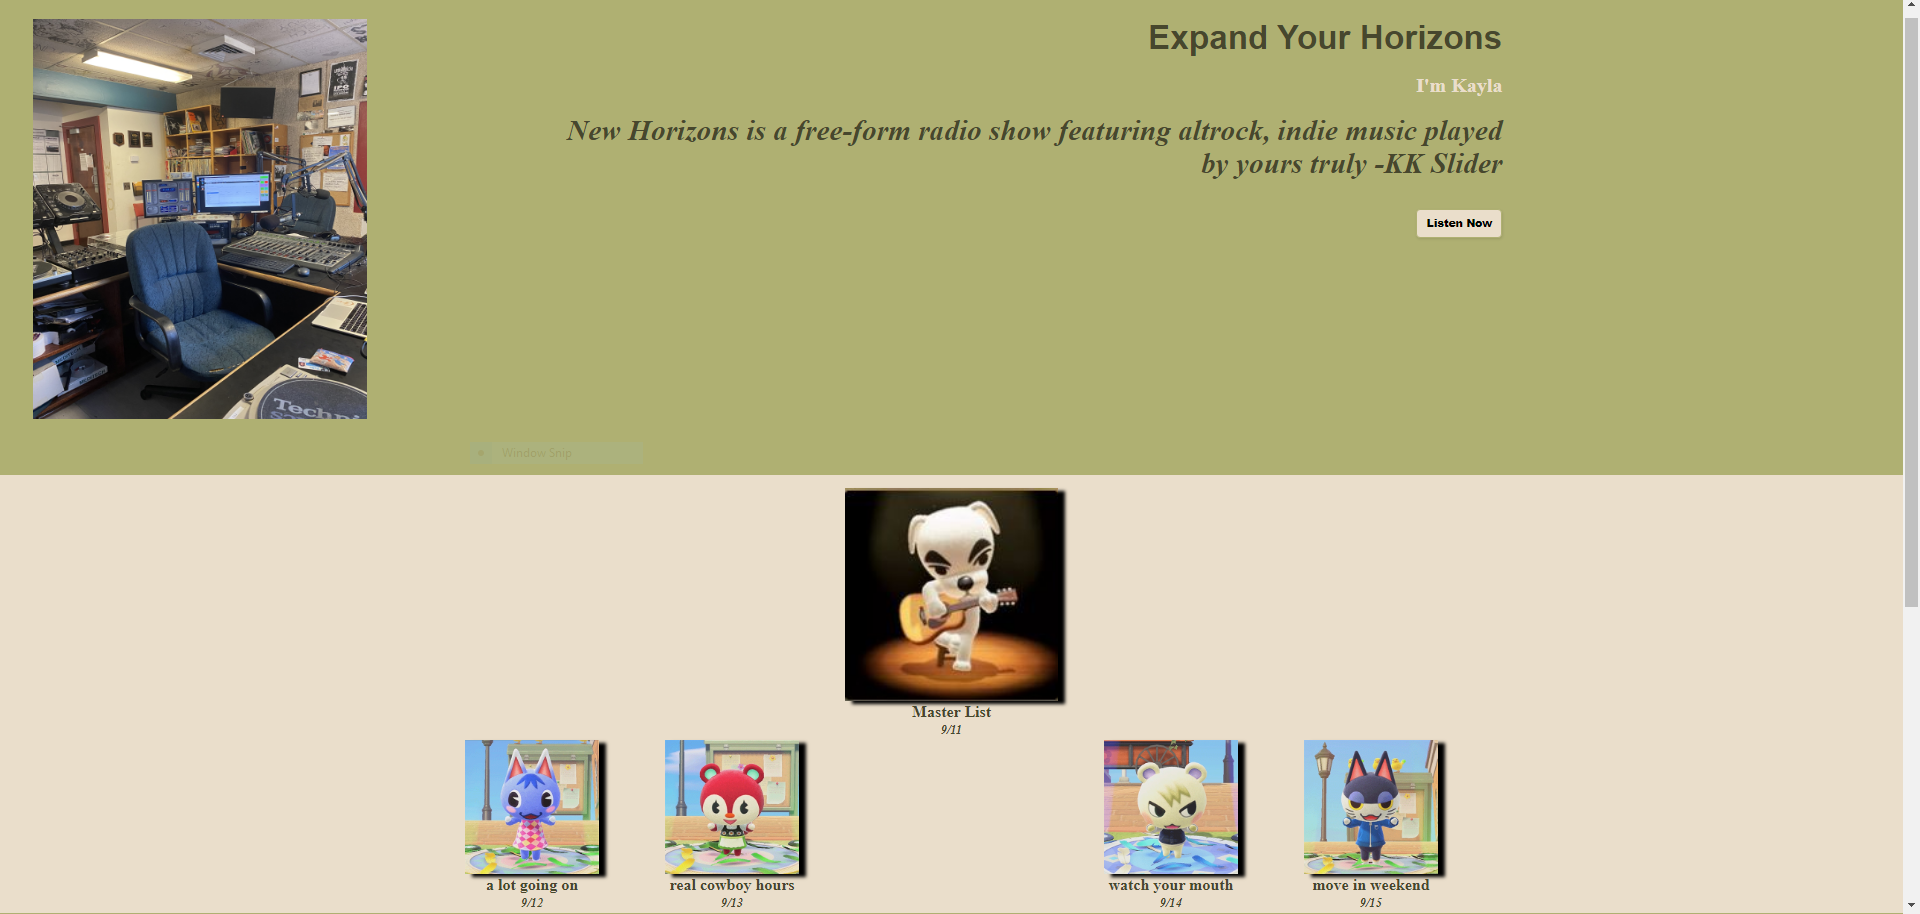 Expand Your Horizons
I'm Kayla
New Horizons is a free-form radio show featuring altrock, indie music played
by yours truly -KK Slider
Listen Now
Technics
Window Snip
Master List
9/11
a lot going on
9/12
real cowboy hours
9/13
watch your mouth
9/14
move in weekend
9/15